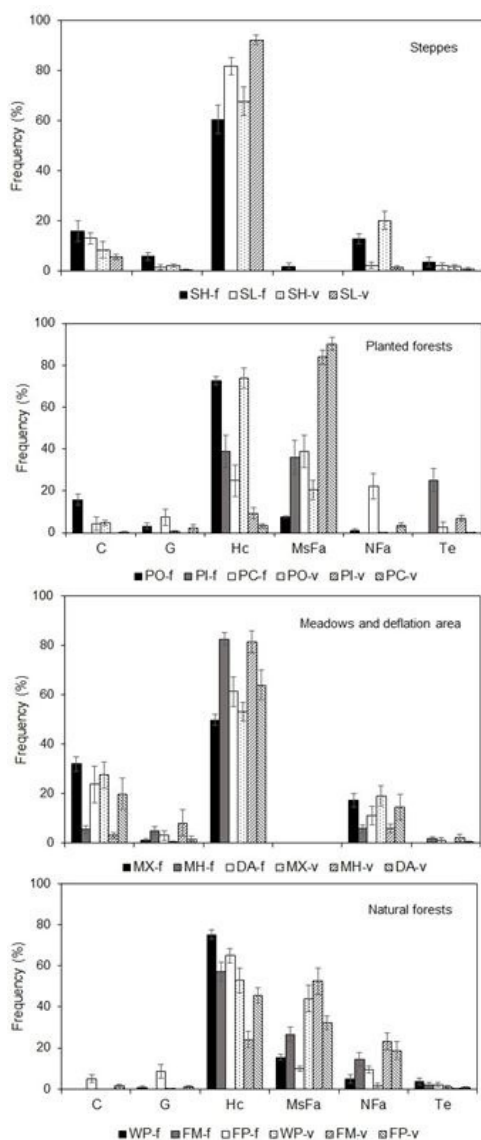 Steppes
Frequency (%)
100
80
60
40
20
0
SH-f SL-f SH-v SL-v
Planted forests
Frequency (%)
100
80
60
40
20
0
C G Hc MsFa NFa Te
PO-f PI-f PC-f PO-v PI-v PC-v
Meadows and deflation area
Frequency (%)
100
80
60
40
20
0
MX-f MH-f DA-f MX-v MH-v DA-v
Natural forests
Frequency (%)
100
80
60
40
20
0
C G Hc MsFa NFa Te
WP-f FM-f FP-f WP-v FM-v FP-v